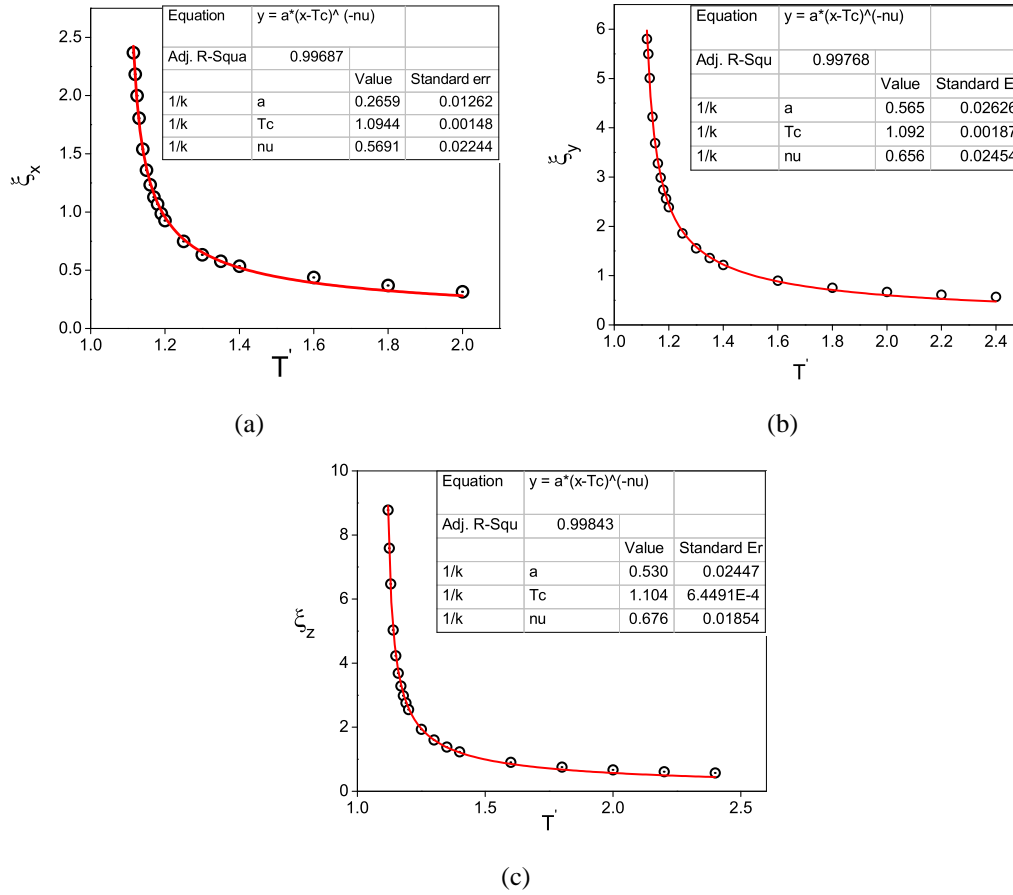 Equation y = a*(x-Tc)^ (-nu)
Adj. R-Squa 0.99687
Value Standard err
1/k a 0.2659 0.01262
1/k Tc 1.0944 0.00148
1/k nu 0.5691 0.02244
2.5
2.0
1.5
1.0
0.5
0.0
ξx
1.0 1.2 1.4 1.6 1.8 2.0
T'
(a)
Equation y = a*(x-Tc)^(-nu)
Adj. R-Squ 0.99768
Value Standard E
1/k a 0.565 0.02626
1/k Tc 1.092 0.00187
1/k nu 0.656 0.02454
6
5
4
3
2
1
0
ξy
1.0 1.2 1.4 1.6 1.8 2.0 2.2 2.4
T'
(b)
Equation y = a*(x-Tc)^(-nu)
Adj. R-Squ 0.99843
Value Standard Er
1/k a 0.530 0.02447
1/k Tc 1.104 6.4491E-4
1/k nu 0.676 0.01854
10
8
6
4
2
0
ξz
1.0 1.5 2.0 2.5
T'
(c)